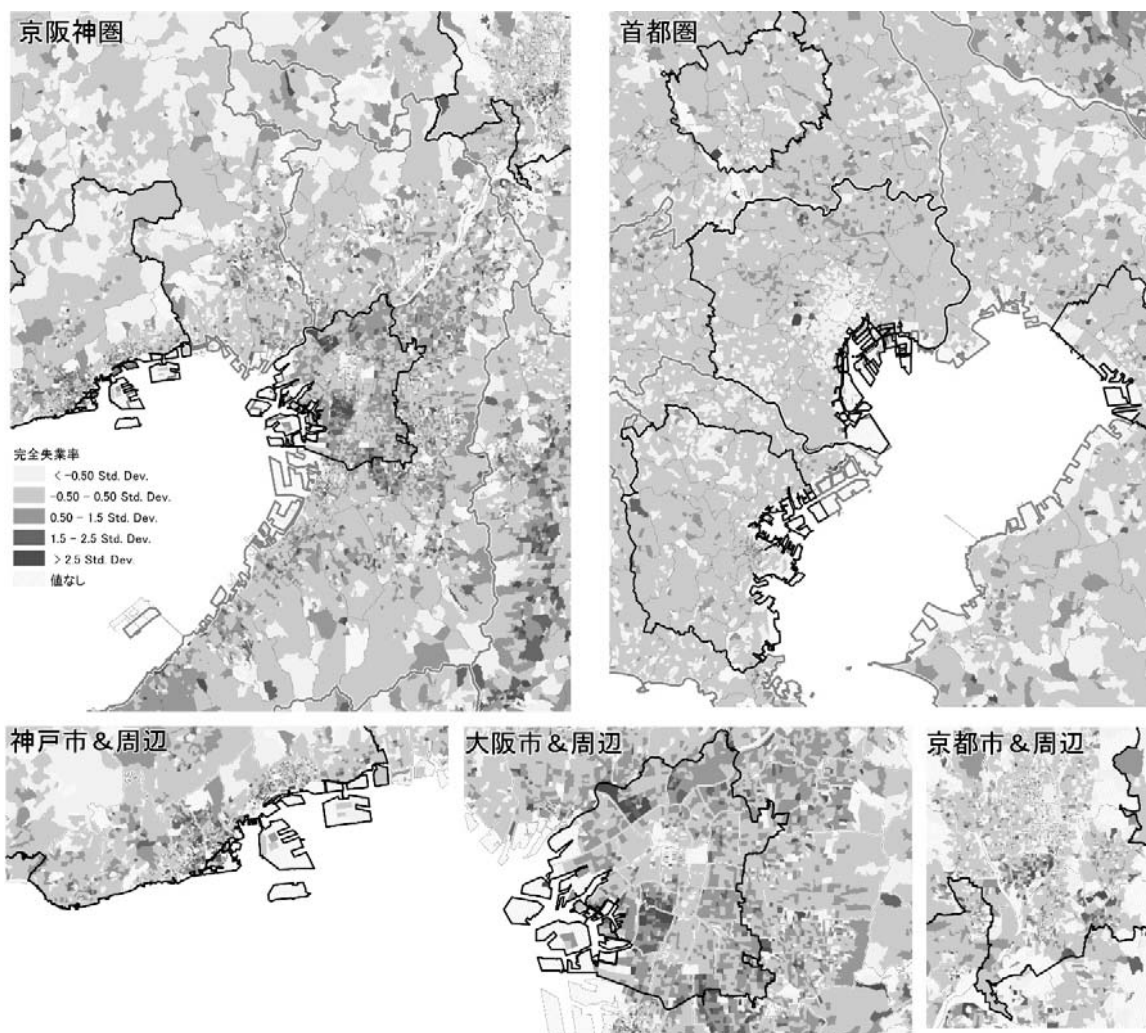 京阪神圏
首都圏
完全失業率
< -0.50 Std. Dev.
-0.50 - 0.50 Std. Dev.
0.50 - 1.5 Std. Dev.
1.5 - 2.5 Std. Dev.
> 2.5 Std. Dev.
値なし
神戸市&周辺
大阪市&周辺
京都市&周辺